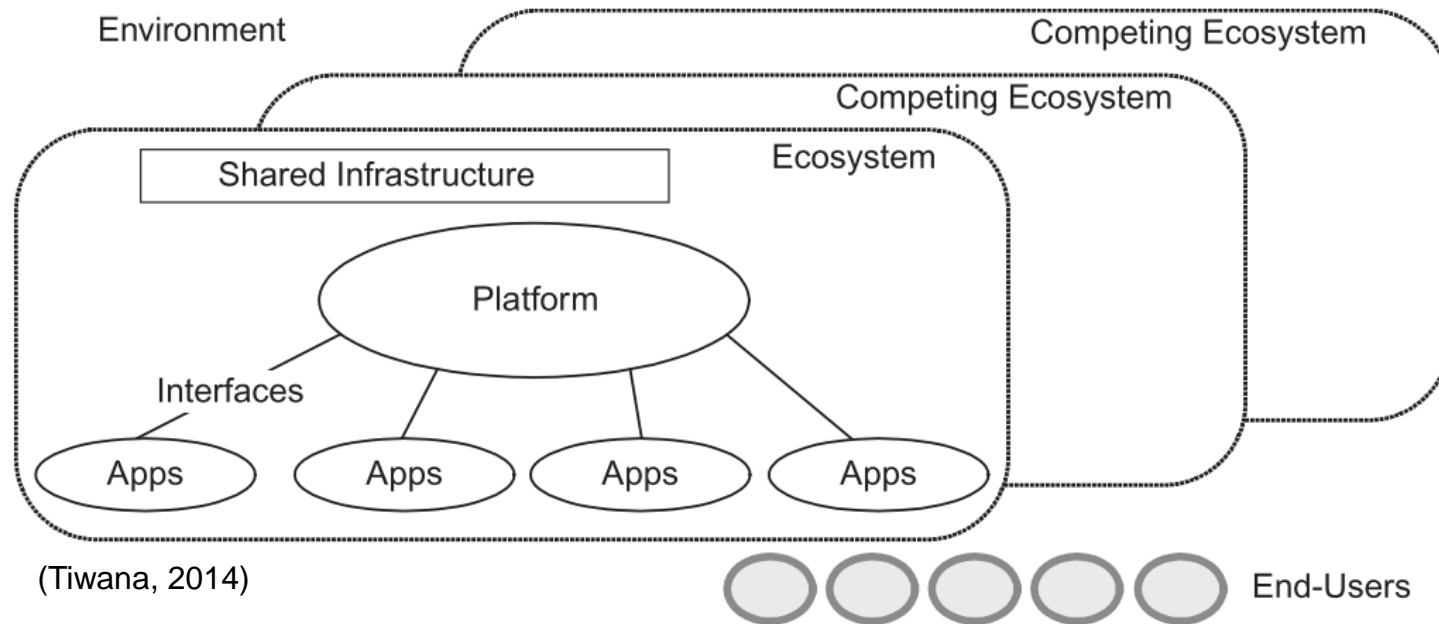 Environment
Competing Ecosystem
Competing Ecosystem
Ecosystem
Shared Infrastructure
Platform
Interfaces
Apps
Apps
Apps
Apps
(Tiwana, 2014)
End-Users